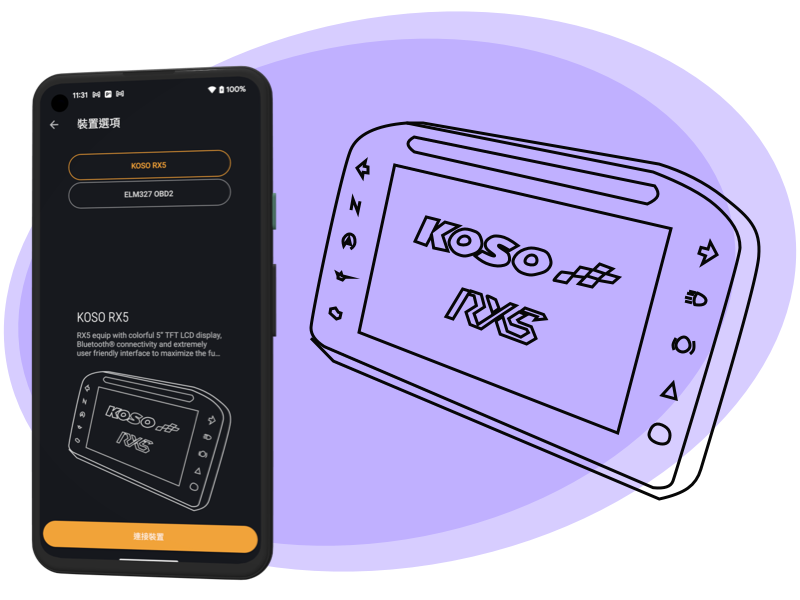 11:31
100%
裝置選項
KOSO RX5
ELM327 OBD2
KOSO RX5
RX5 equip with colorful 5" TFT LCD display,
Bluetooth® connectivity and extremely
user friendly interface to maximize the fu...
N
KOSO
RX5
連接裝置
N
KOSO
RX5